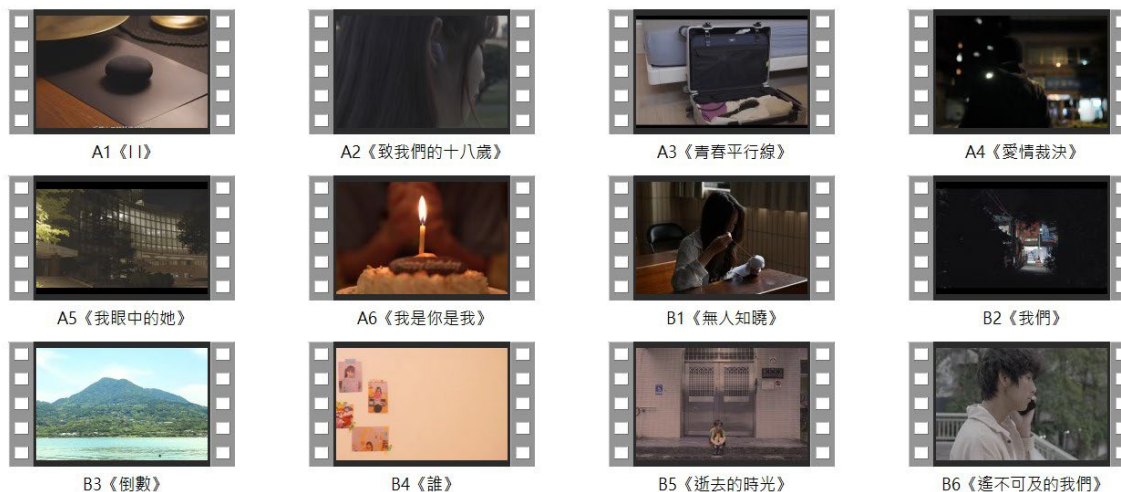 A1《I I》
A2《致我們的十八歲》
A3《青春平行線》
A4《愛情裁決》
A5《我眼中的她》
A6《我是你是我》
B1《無人知曉》
B2《我們》
B3《倒數》
B4《誰》
B5《逝去的時光》
B6《遙不可及的我們》